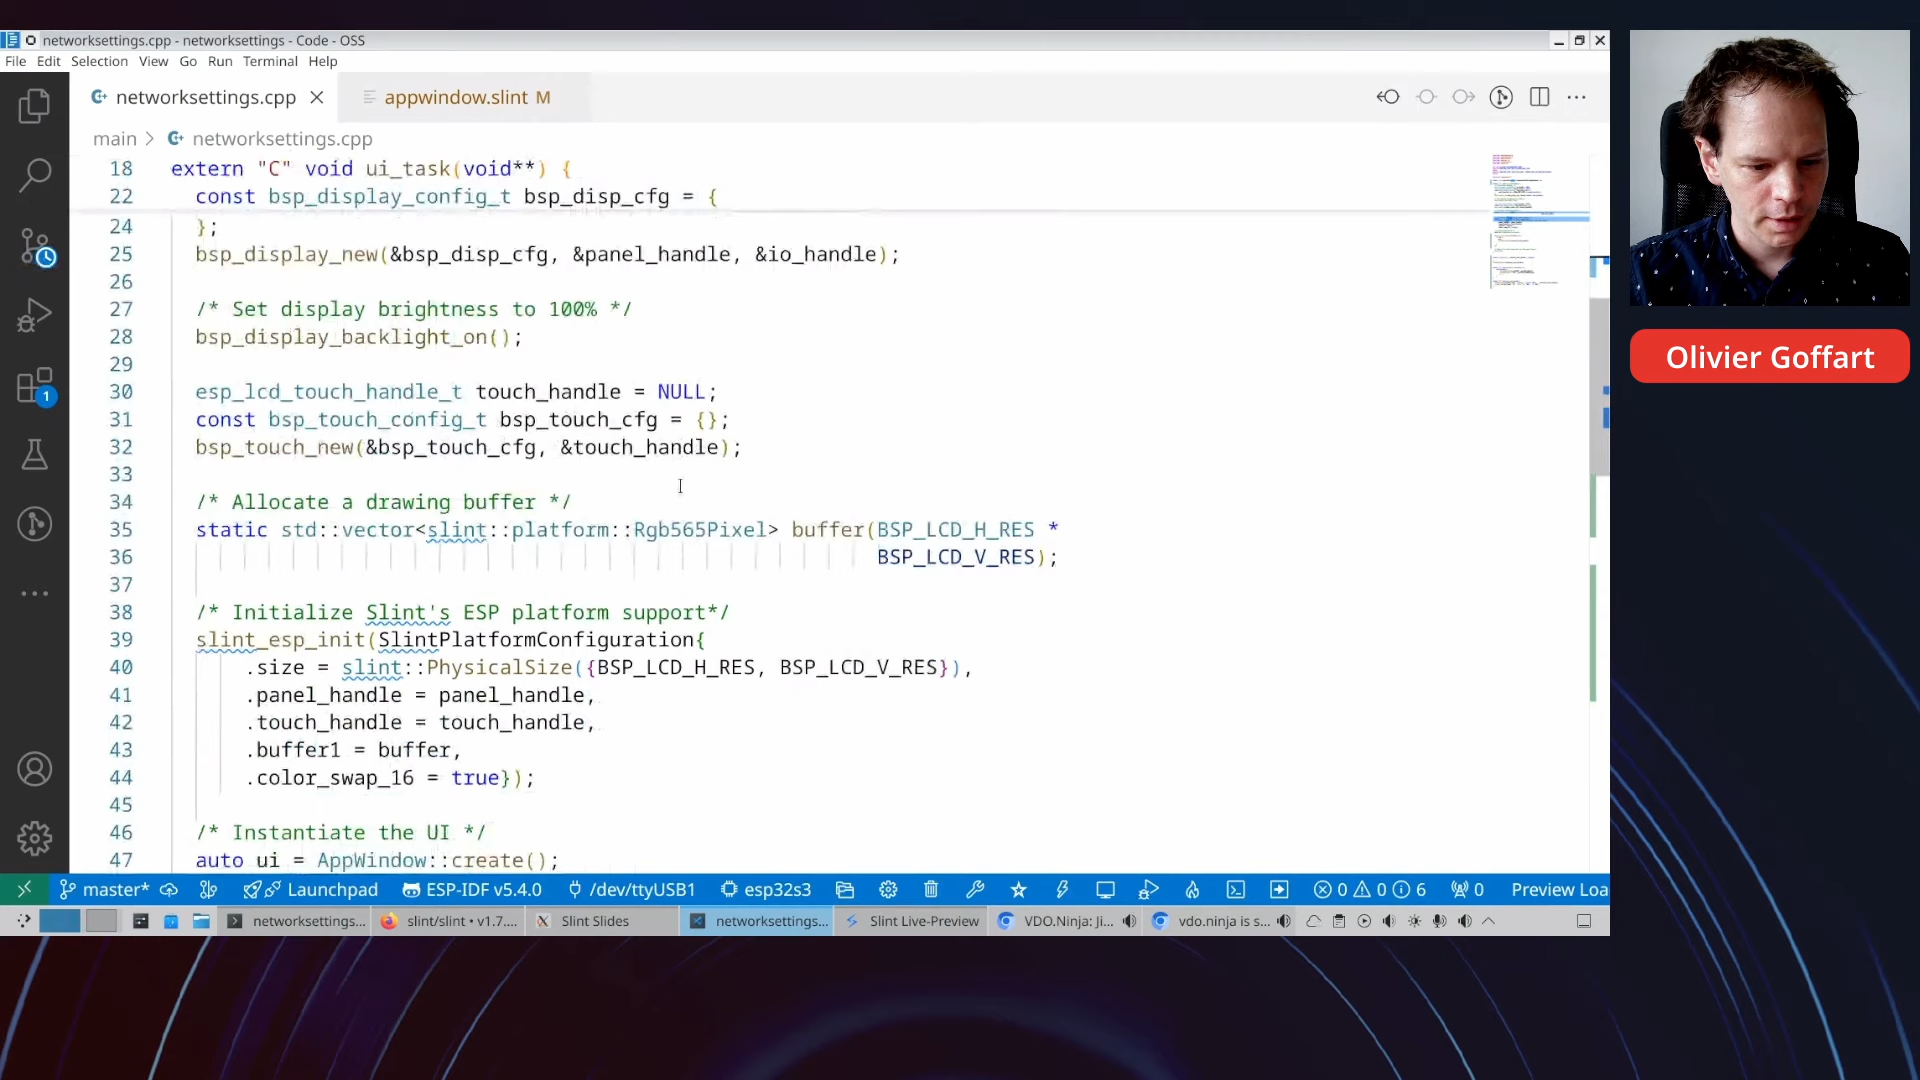 networksettings.cpp - networksettings - Code - OSS
File Edit Selection View Go Run Terminal Help
networksettings.cpp
appwindow.slint M
main > networksettings.cpp
18 extern "C" void ui_task(void**) {
22 const bsp_display_config_t bsp_disp_cfg = {
24 };
25 bsp_display_new(&bsp_disp_cfg, &panel_handle, &io_handle);
26
27 /* Set display brightness to 100% */
28 bsp_display_backlight_on();
29
30 esp_lcd_touch_handle_t touch_handle = NULL;
31 const bsp_touch_config_t bsp_touch_cfg = {};
32 bsp_touch_new(&bsp_touch_cfg, &touch_handle);
33
34 /* Allocate a drawing buffer */
35 static std::vector<slint::platform::Rgb565Pixel> buffer(BSP_LCD_H_RES *
36 BSP_LCD_V_RES);
37
38 /* Initialize Slint's ESP platform support*/
39 slint_esp_init(SlintPlatformConfiguration{
40 .size = slint::PhysicalSize({BSP_LCD_H_RES, BSP_LCD_V_RES}),
41 .panel_handle = panel_handle,
42 .touch_handle = touch_handle,
43 .buffer1 = buffer,
44 .color_swap_16 = true});
45
46 /* Instantiate the UI */
47 auto ui = AppWindow::create();
1
master* Launchpad ESP-IDF v5.4.0 /dev/ttyUSB1 esp32s3 0 0 6 0 Preview Loa
networksettings... slint/slint • v1.7.... Slint Slides networksettings... Slint Live-Preview VDO.Ninja: Ji... vdo.ninja is s...
Olivier Goffart